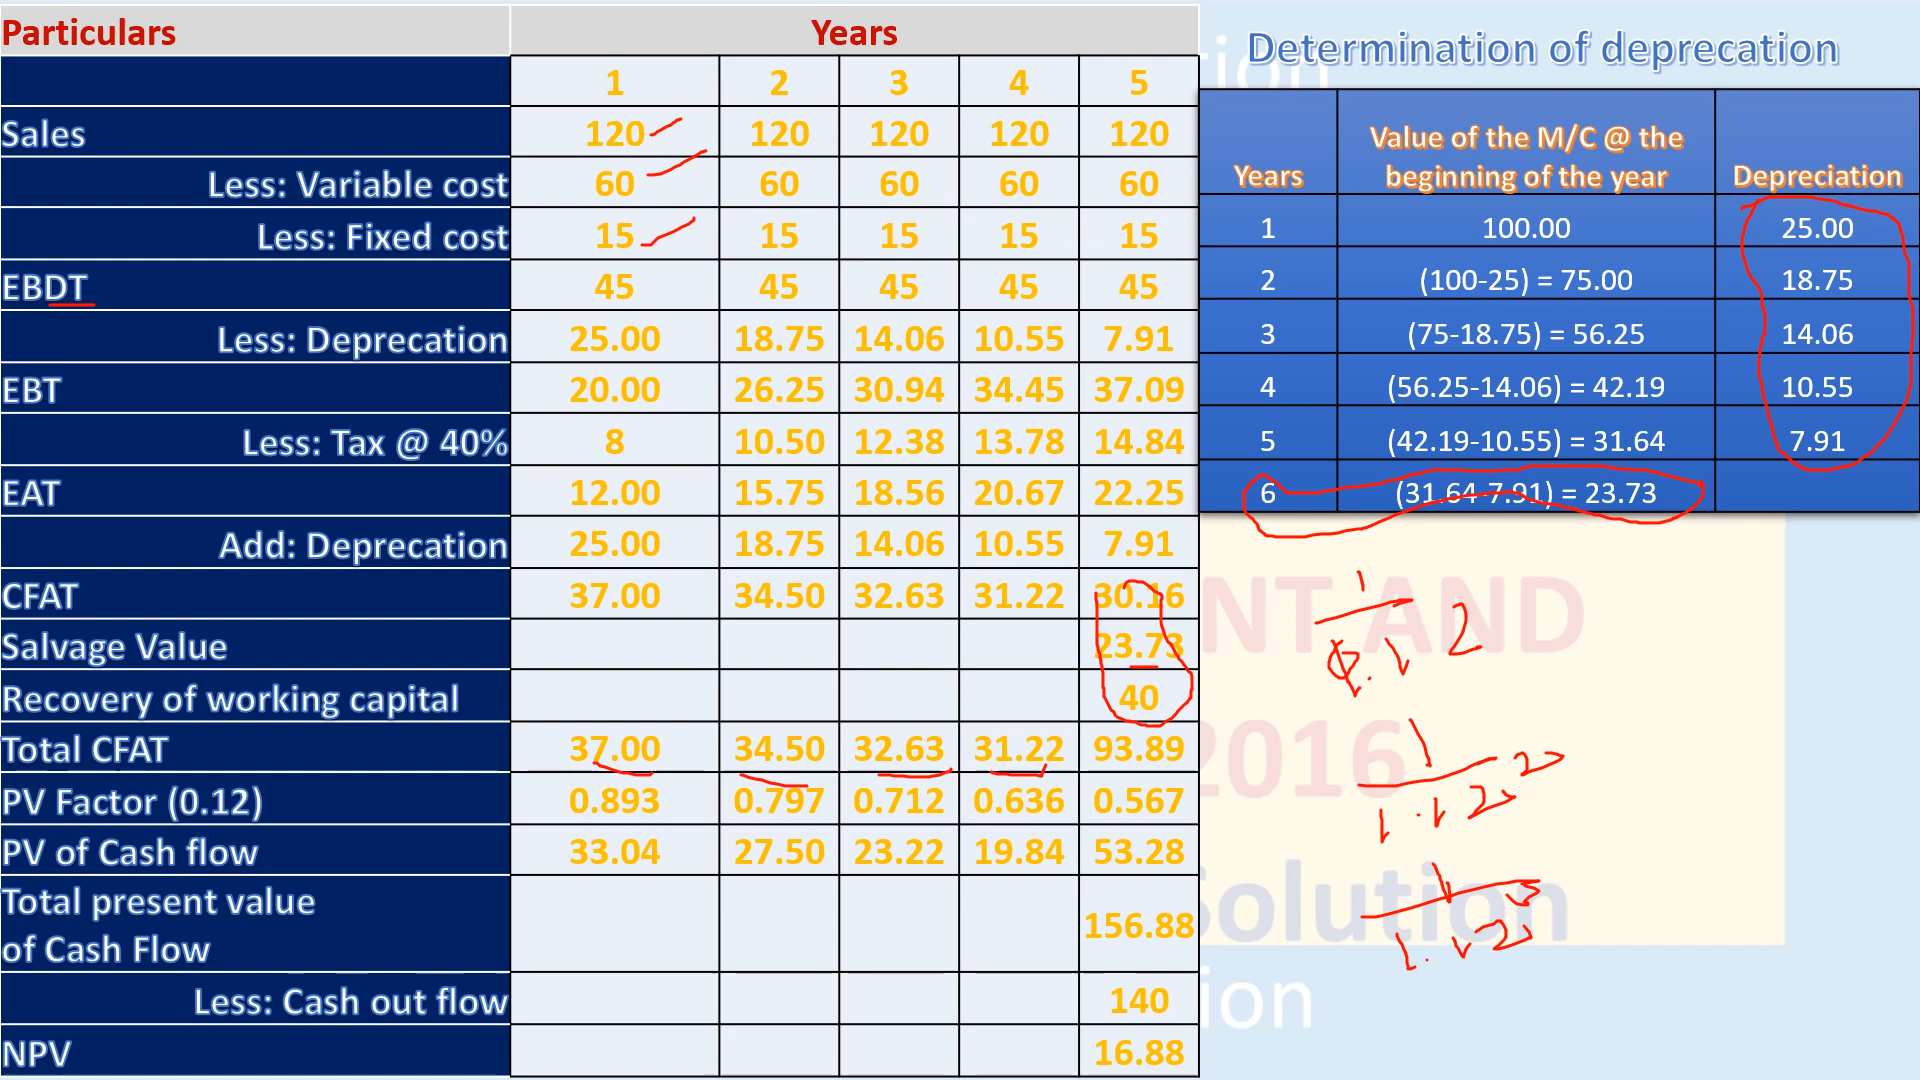 Particulars Years
1 2 3 4 5
Sales 120 120 120 120 120
Less: Variable cost 60 60 60 60 60
Less: Fixed cost 15 15 15 15 15
EBDT 45 45 45 45 45
Less: Deprecation 25.00 18.75 14.06 10.55 7.91
EBT 20.00 26.25 30.94 34.45 37.09
Less: Tax @ 40% 8 10.50 12.38 13.78 14.84
EAT 12.00 15.75 18.56 20.67 22.25
Add: Deprecation 25.00 18.75 14.06 10.55 7.91
CFAT 37.00 34.50 32.63 31.22 30.16
Salvage Value 23.73
Recovery of working capital 40
Total CFAT 37.00 34.50 32.63 31.22 93.89
PV Factor (0.12) 0.893 0.797 0.712 0.636 0.567
PV of Cash flow 33.04 27.50 23.22 19.84 53.28
Total present value
of Cash Flow 156.88
Less: Cash out flow 140
NPV 16.88
Determination of deprecation
Years Value of the M/C @ the
beginning of the year Depreciation
1 100.00 25.00
2 (100-25) = 75.00 18.75
3 (75-18.75) = 56.25 14.06
4 (56.25-14.06) = 42.19 10.55
5 (42.19-10.55) = 31.64 7.91
6 (31.64-7.91) = 23.73
NT AND
2016
Solution
ion